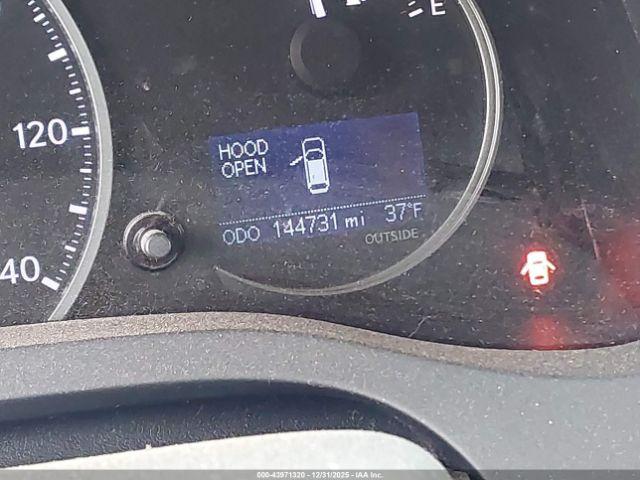 E
120
HOOD
OPEN
ODO 144731 mi 37°F
OUTSIDE
40
000-43971320 - 12/31/2025 - IAA Inc.